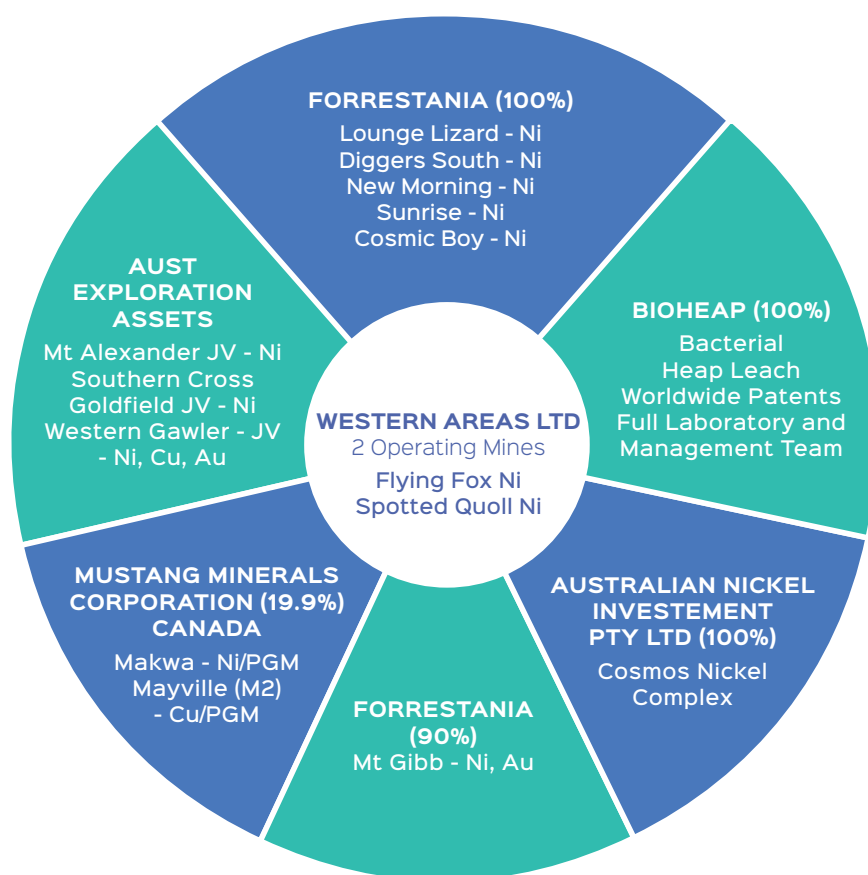 FORRESTANIA (100%)
Lounge Lizard - Ni
Diggers South - Ni
New Morning - Ni
Sunrise - Ni
Cosmic Boy - Ni
BIOHEAP (100%)
Bacterial
Heap Leach
Worldwide Patents
Full Laboratory and
Management Team
AUSTRALIAN NICKEL
INVESTEMENT
PTY LTD (100%)
Cosmos Nickel
Complex
FORRESTANIA
(90%)
Mt Gibb - Ni, Au
MUSTANG MINERALS
CORPORATION (19.9%)
CANADA
Makwa - Ni/PGM
Mayville (M2)
- Cu/PGM
AUST
EXPLORATION
ASSETS
Mt Alexander JV - Ni
Southern Cross
Goldfield JV - Ni
Western Gawler - JV
- Ni, Cu, Au
WESTERN AREAS LTD
2 Operating Mines
Flying Fox Ni
Spotted Quoll Ni